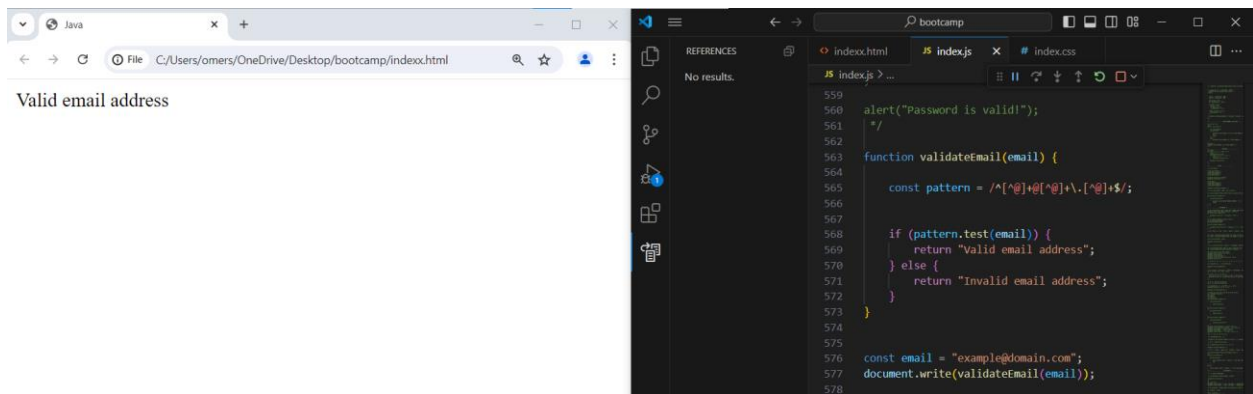 Java
File C:/Users/omers/OneDrive/Desktop/bootcamp/indexx.html
Valid email address
bootcamp
REFERENCES
No results.
1
indexx.html JS index.js # index.css
JS index.js > ...
559
560 alert("Password is valid!");
561 */
562
563 function validateEmail(email) {
564
565 const pattern = /^[^@]+@[^@]+\.[^@]+$/;
566
567
568 if (pattern.test(email)) {
569 return "Valid email address";
570 } else {
571 return "Invalid email address";
572 }
573 }
574
575
576 const email = "example@domain.com";
577 document.write(validateEmail(email));
578